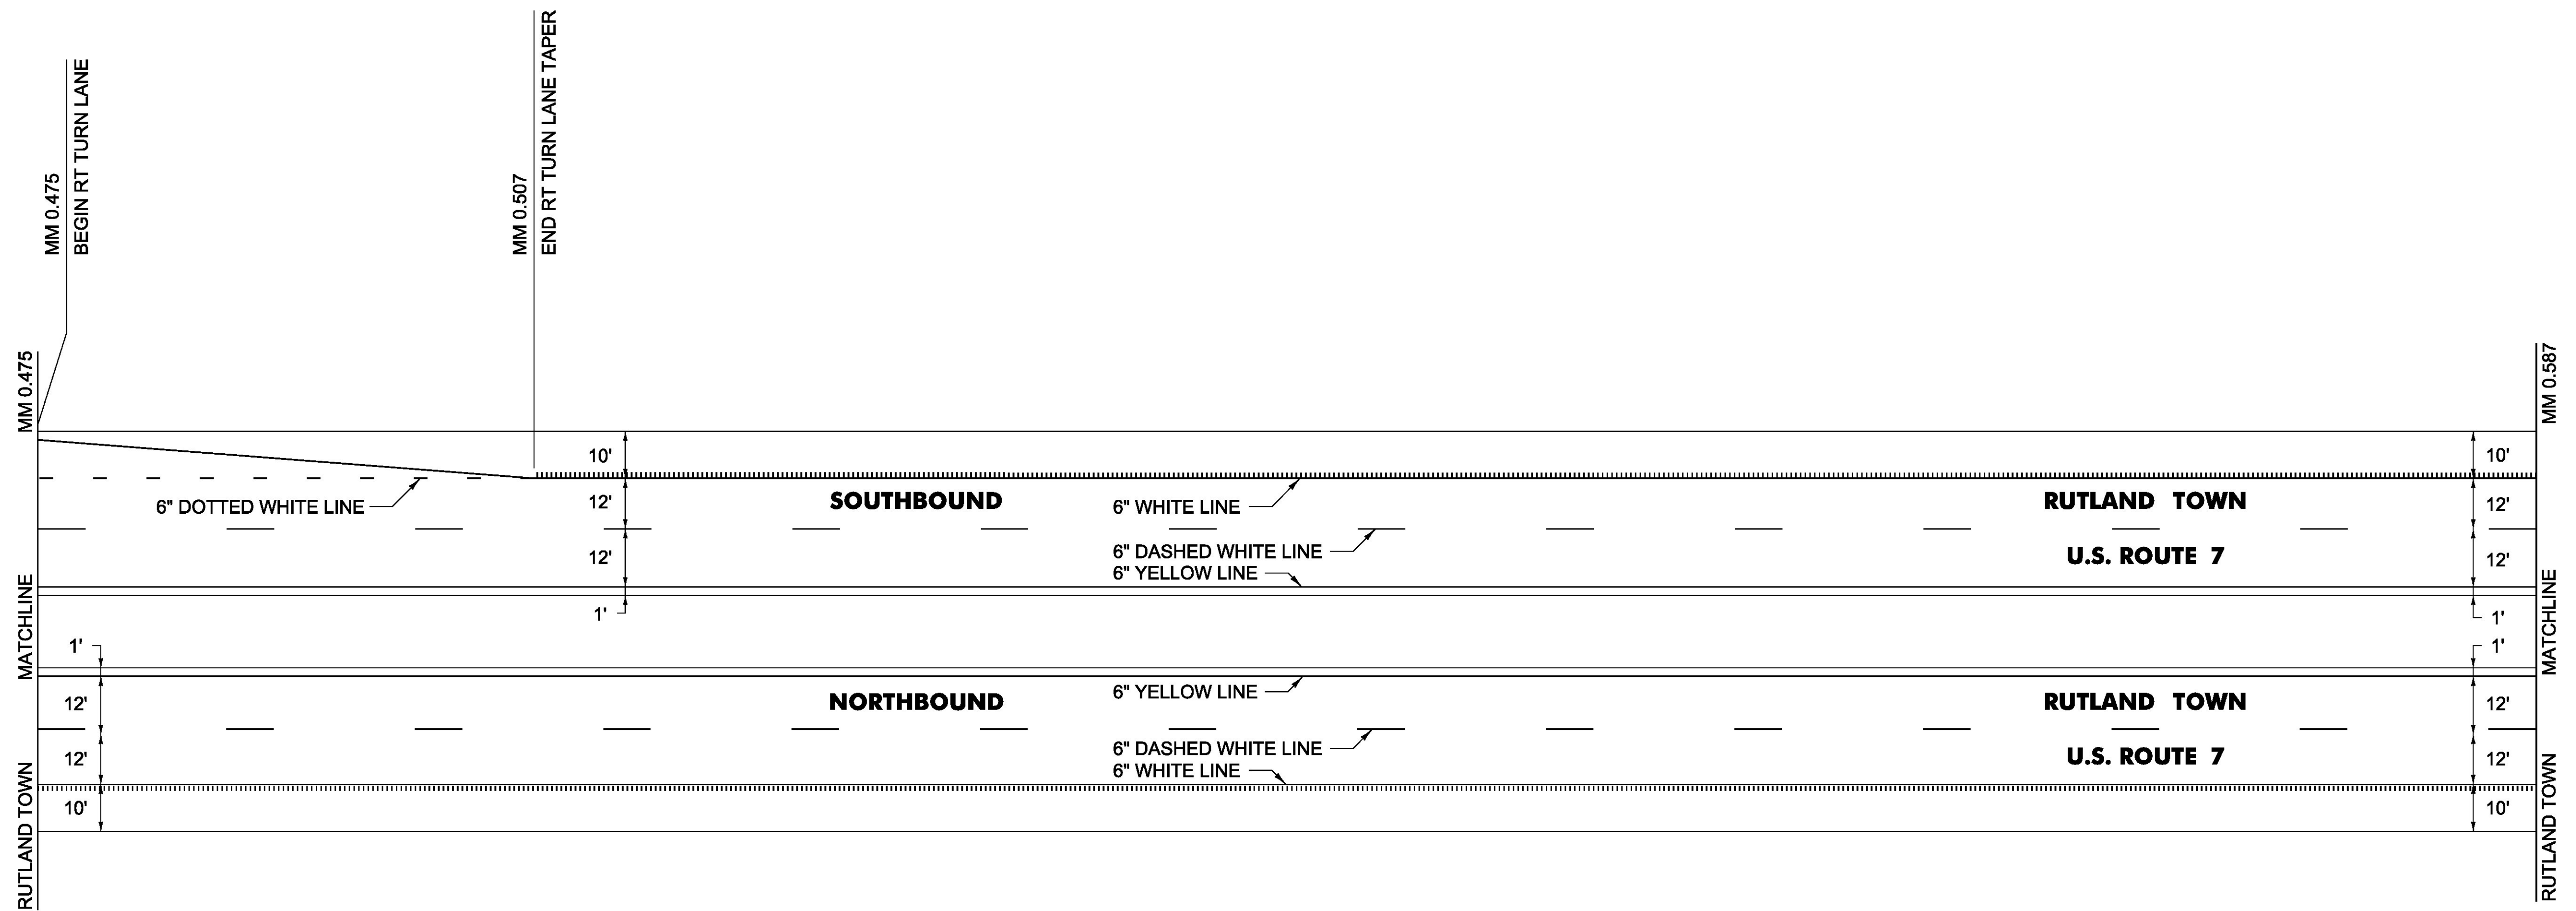 MM 0.475
BEGIN RT TURN LANE
MM 0.507
END RT TURN LANE TAPER
MM 0.475
MATCHLINE
RUTLAND TOWN
MM 0.587
MATCHLINE
RUTLAND TOWN
10'
10'
6" DOTTED WHITE LINE
12'
SOUTHBOUND
6" WHITE LINE
RUTLAND TOWN
12'
12'
6" DASHED WHITE LINE
6" YELLOW LINE
U.S. ROUTE 7
12'
1'
1'
1'
1'
12'
NORTHBOUND
6" YELLOW LINE
RUTLAND TOWN
12'
12'
6" DASHED WHITE LINE
6" WHITE LINE
U.S. ROUTE 7
12'
10'
10'